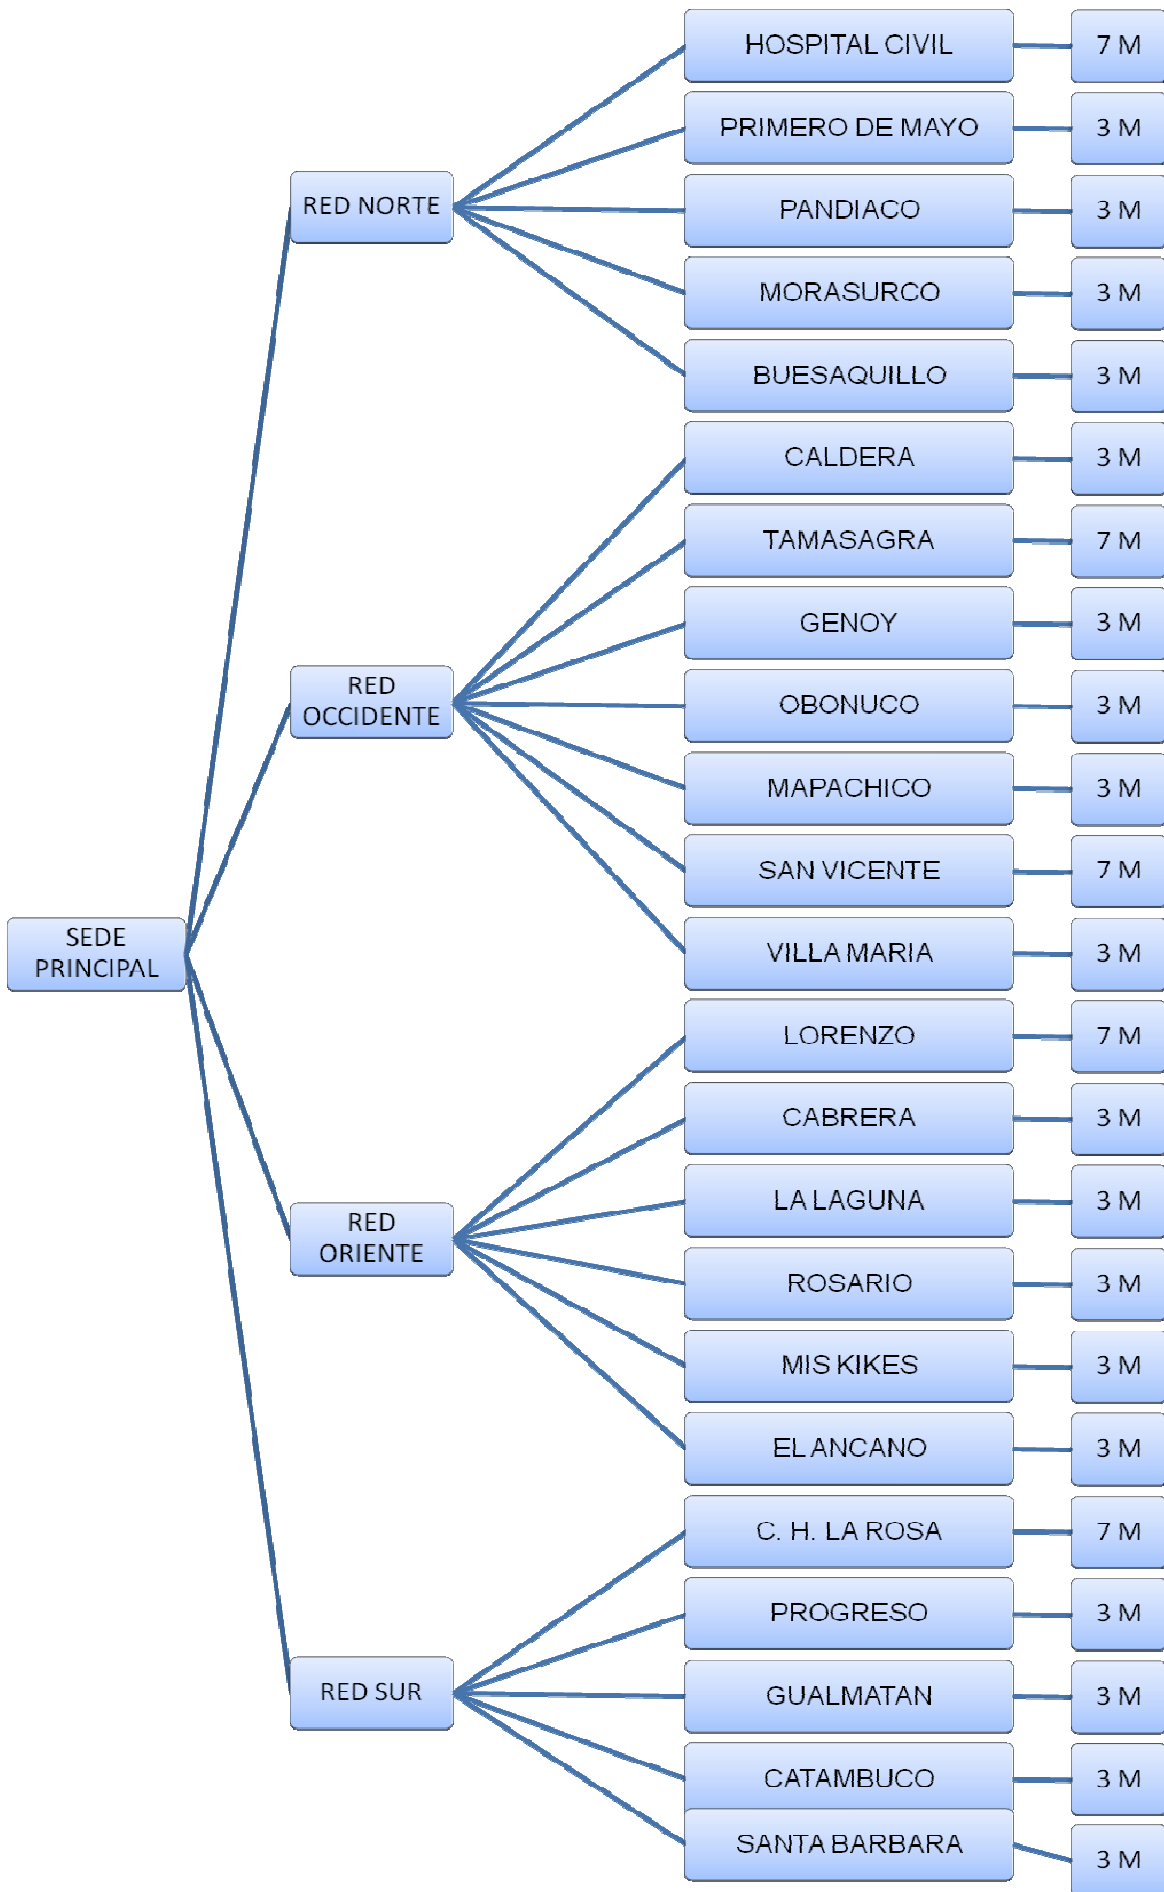 HOSPITAL CIVIL
7 M
PRIMERO DE MAYO
3 M
RED NORTE
PANDIACO
3 M
MORASURCO
3 M
BUESAQUILLO
3 M
CALDERA
3 M
TAMASAGRA
7 M
GENOY
3 M
RED
OCCIDENTE
OBONUCO
3 M
MAPACHICO
3 M
SAN VICENTE
7 M
VILLA MARIA
3 M
SEDE
PRINCIPAL
LORENZO
7 M
CABRERA
3 M
LA LAGUNA
3 M
RED
ORIENTE
ROSARIO
3 M
MIS KIKES
3 M
EL ANCANO
3 M
C. H. LA ROSA
7 M
PROGRESO
3 M
RED SUR
GUALMATAN
3 M
CATAMBUCO
3 M
SANTA BARBARA
3 M